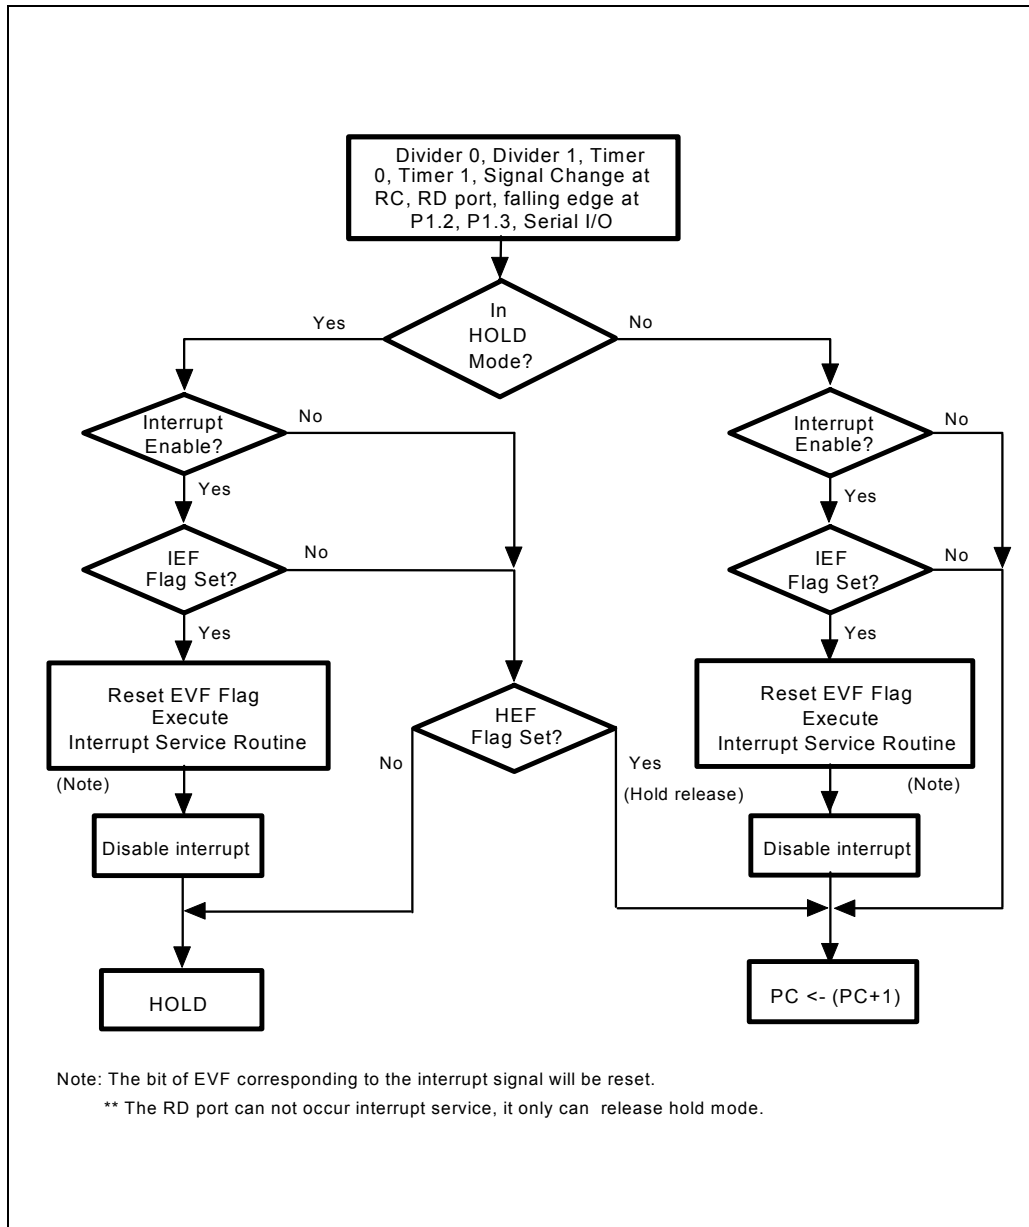 Divider 0, Divider 1, Timer
0, Timer 1, Signal Change at
RC, RD port, falling edge at
P1.2, P1.3, Serial I/O
In
HOLD
Mode?
Yes
No
Interrupt
Enable?
No
Yes
Interrupt
Enable?
No
Yes
IEF
Flag Set?
No
Yes
IEF
Flag Set?
No
Yes
Reset EVF Flag
Execute
Interrupt Service Routine
(Note)
HEF
Flag Set?
No
Yes
(Hold release)
Reset EVF Flag
Execute
Interrupt Service Routine
(Note)
Disable interrupt
Disable interrupt
HOLD
PC <- (PC+1)
Note: The bit of EVF corresponding to the interrupt signal will be reset.
** The RD port can not occur interrupt service, it only can release hold mode.